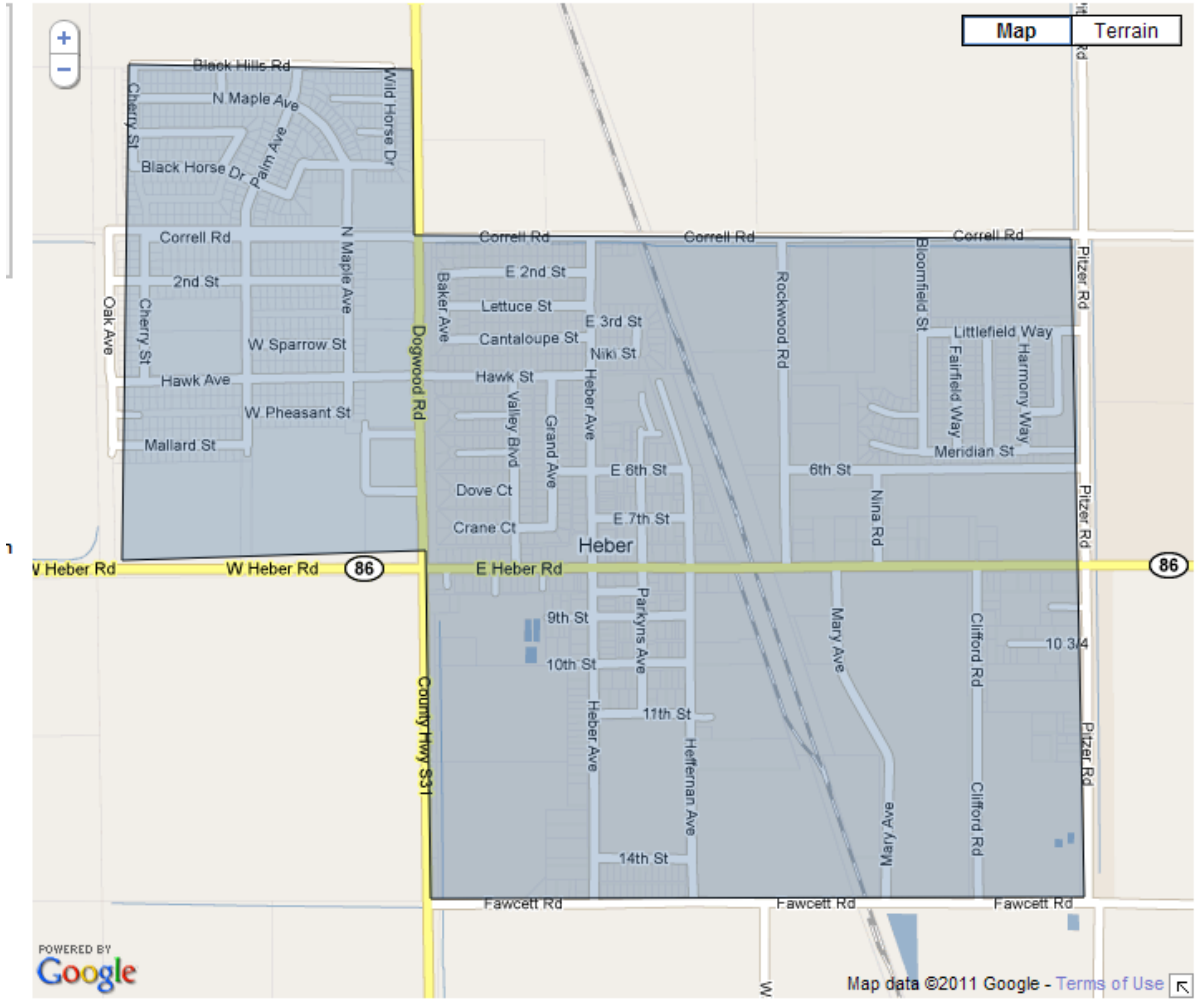 +
−
Map
Terrain
Pitzer Rd
Black Hills Rd
Cherry St
N Maple Ave
Wild Horse Dr
Palm Ave
Black Horse Dr
Correll Rd
N Maple Ave
Correll Rd
Correll Rd
Correll Rd
2nd St
Oak Ave
Cherry St
W Sparrow St
Hawk Ave
W Pheasant St
Mallard St
Dogwood Rd
Baker Ave
E 2nd St
Lettuce St
E 3rd St
Cantaloupe St
Niki St
Hawk St
Heber Ave
Valley Blvd
Grand Ave
E 6th St
Dove Ct
E 7th St
Crane Ct
Heber
Rockwood Rd
Bloomfield St
Pitzer Rd
Littlefield Way
Fairfield Way
Harmony Way
Meridian St
6th St
Nina Rd
Pitzer Rd
W Heber Rd
W Heber Rd
86
E Heber Rd
86
9th St
Parkyns Ave
Mary Ave
Clifford Rd
10 3/4
10th St
County Hwy S31
Heber Ave
11th St
Heffernan Ave
Pitzer Rd
Mary Ave
Clifford Rd
14th St
Fawcett Rd
Fawcett Rd
Fawcett Rd
W
POWERED BY
Google
Map data ©2011 Google - Terms of Use